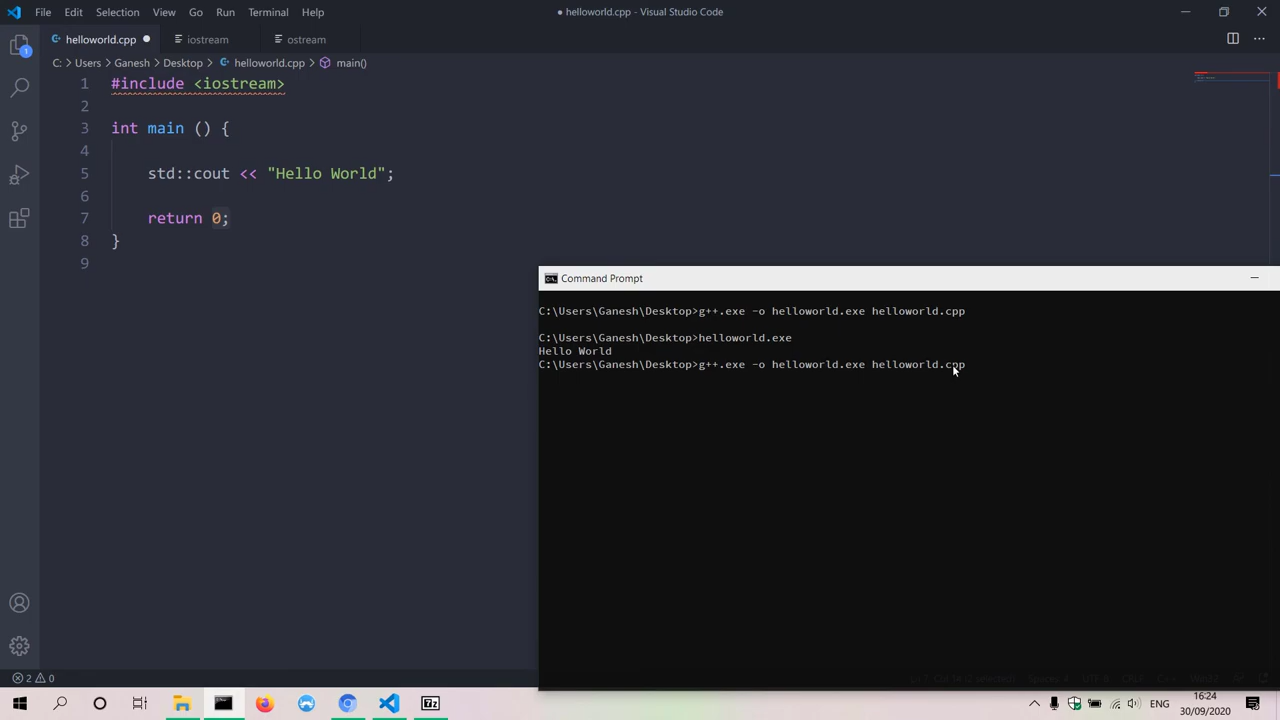 File Edit Selection View Go Run Terminal Help
● helloworld.cpp - Visual Studio Code
helloworld.cpp ● iostream ostream
C: > Users > Ganesh > Desktop > helloworld.cpp > main()
1 #include <iostream>
2
3 int main () {
4
5 std::cout << "Hello World";
6
7 return 0;
8 }
9
1
Command Prompt
C:\Users\Ganesh\Desktop>g++.exe -o helloworld.exe helloworld.cpp
C:\Users\Ganesh\Desktop>helloworld.exe
Hello World
C:\Users\Ganesh\Desktop>g++.exe -o helloworld.exe helloworld.cpp
2 0
7z
ENG
16:24
30/09/2020